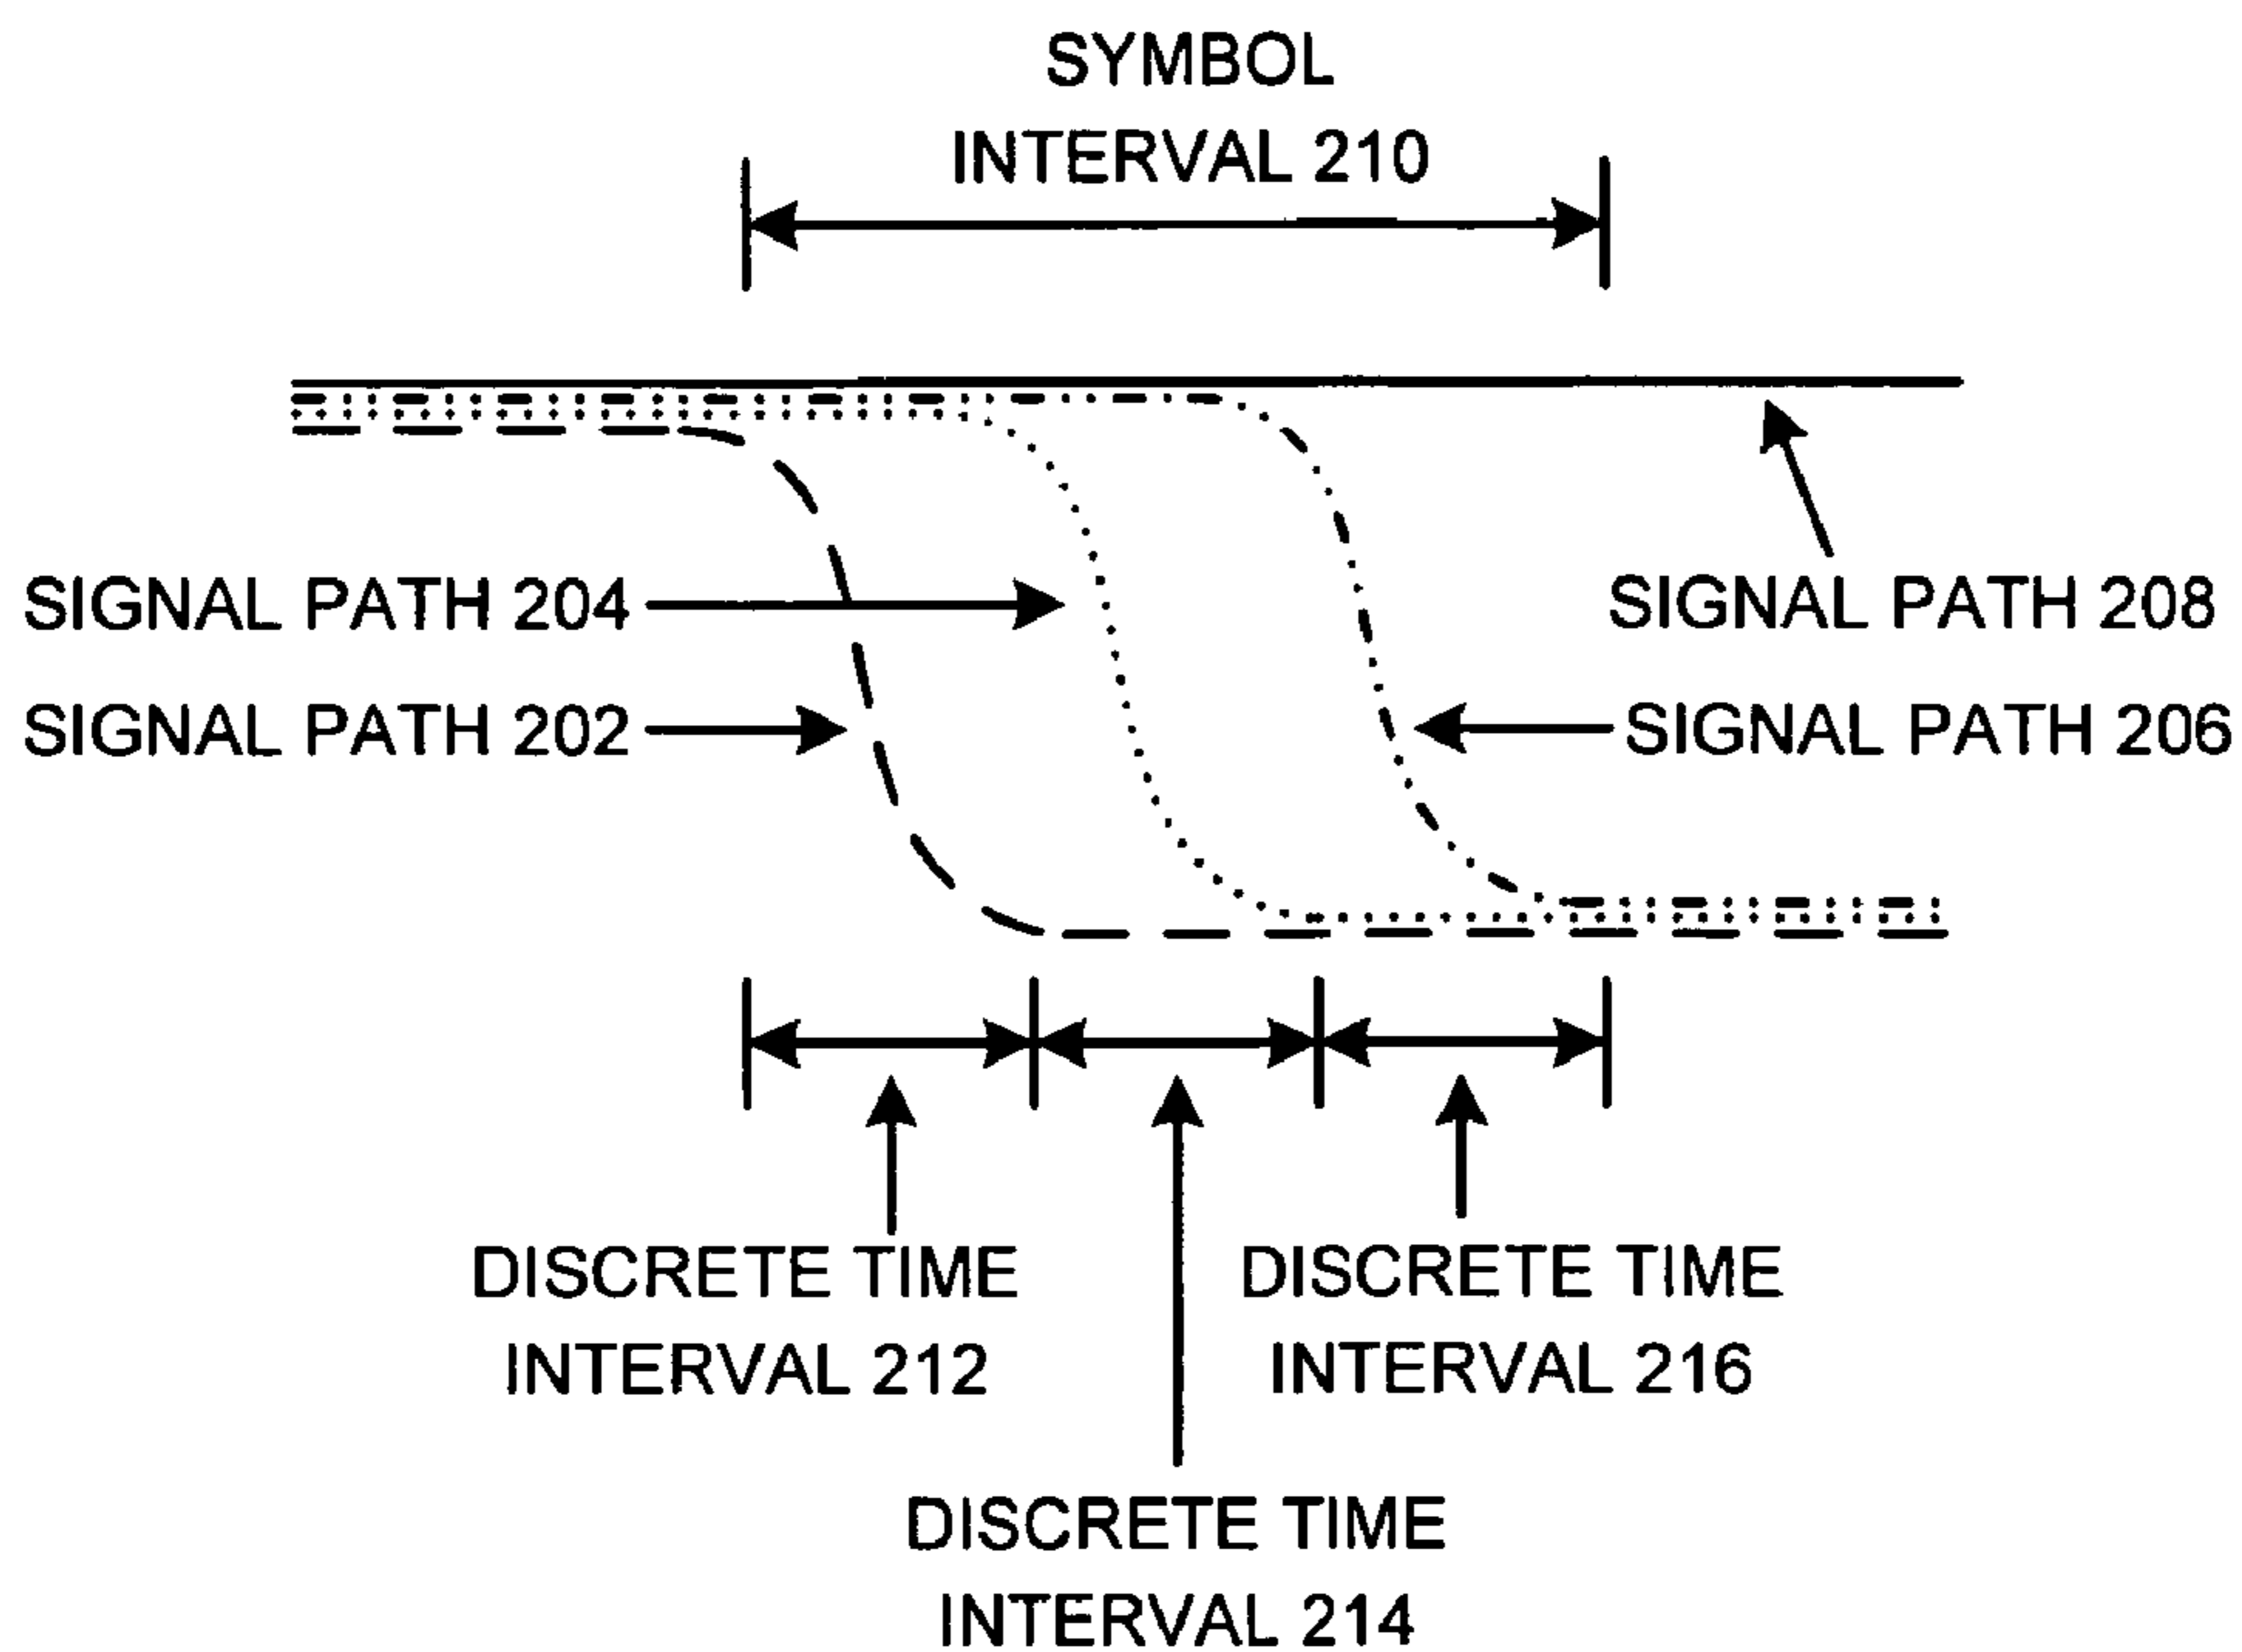 SYMBOL
INTERVAL 210
SIGNAL PATH 204
SIGNAL PATH 208
SIGNAL PATH 202
SIGNAL PATH 206
DISCRETE TIME
INTERVAL 212
DISCRETE TIME
INTERVAL 216
DISCRETE TIME
INTERVAL 214